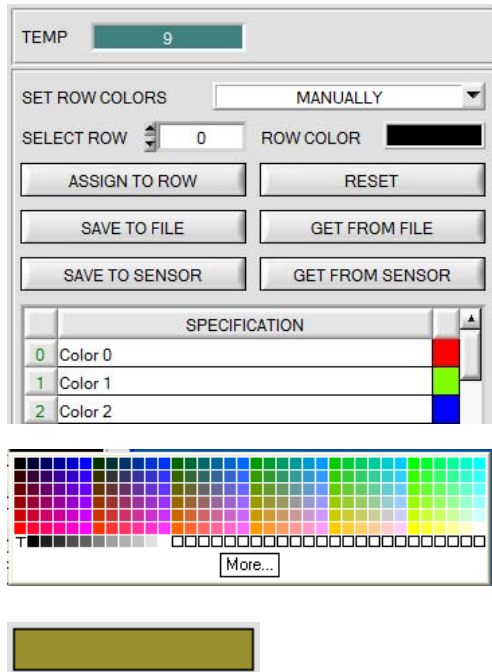 TEMP 9
SET ROW COLORS MANUALLY
SELECT ROW 0 ROW COLOR
ASSIGN TO ROW RESET
SAVE TO FILE GET FROM FILE
SAVE TO SENSOR GET FROM SENSOR
SPECIFICATION
0 Color 0
1 Color 1
2 Color 2
T
More...